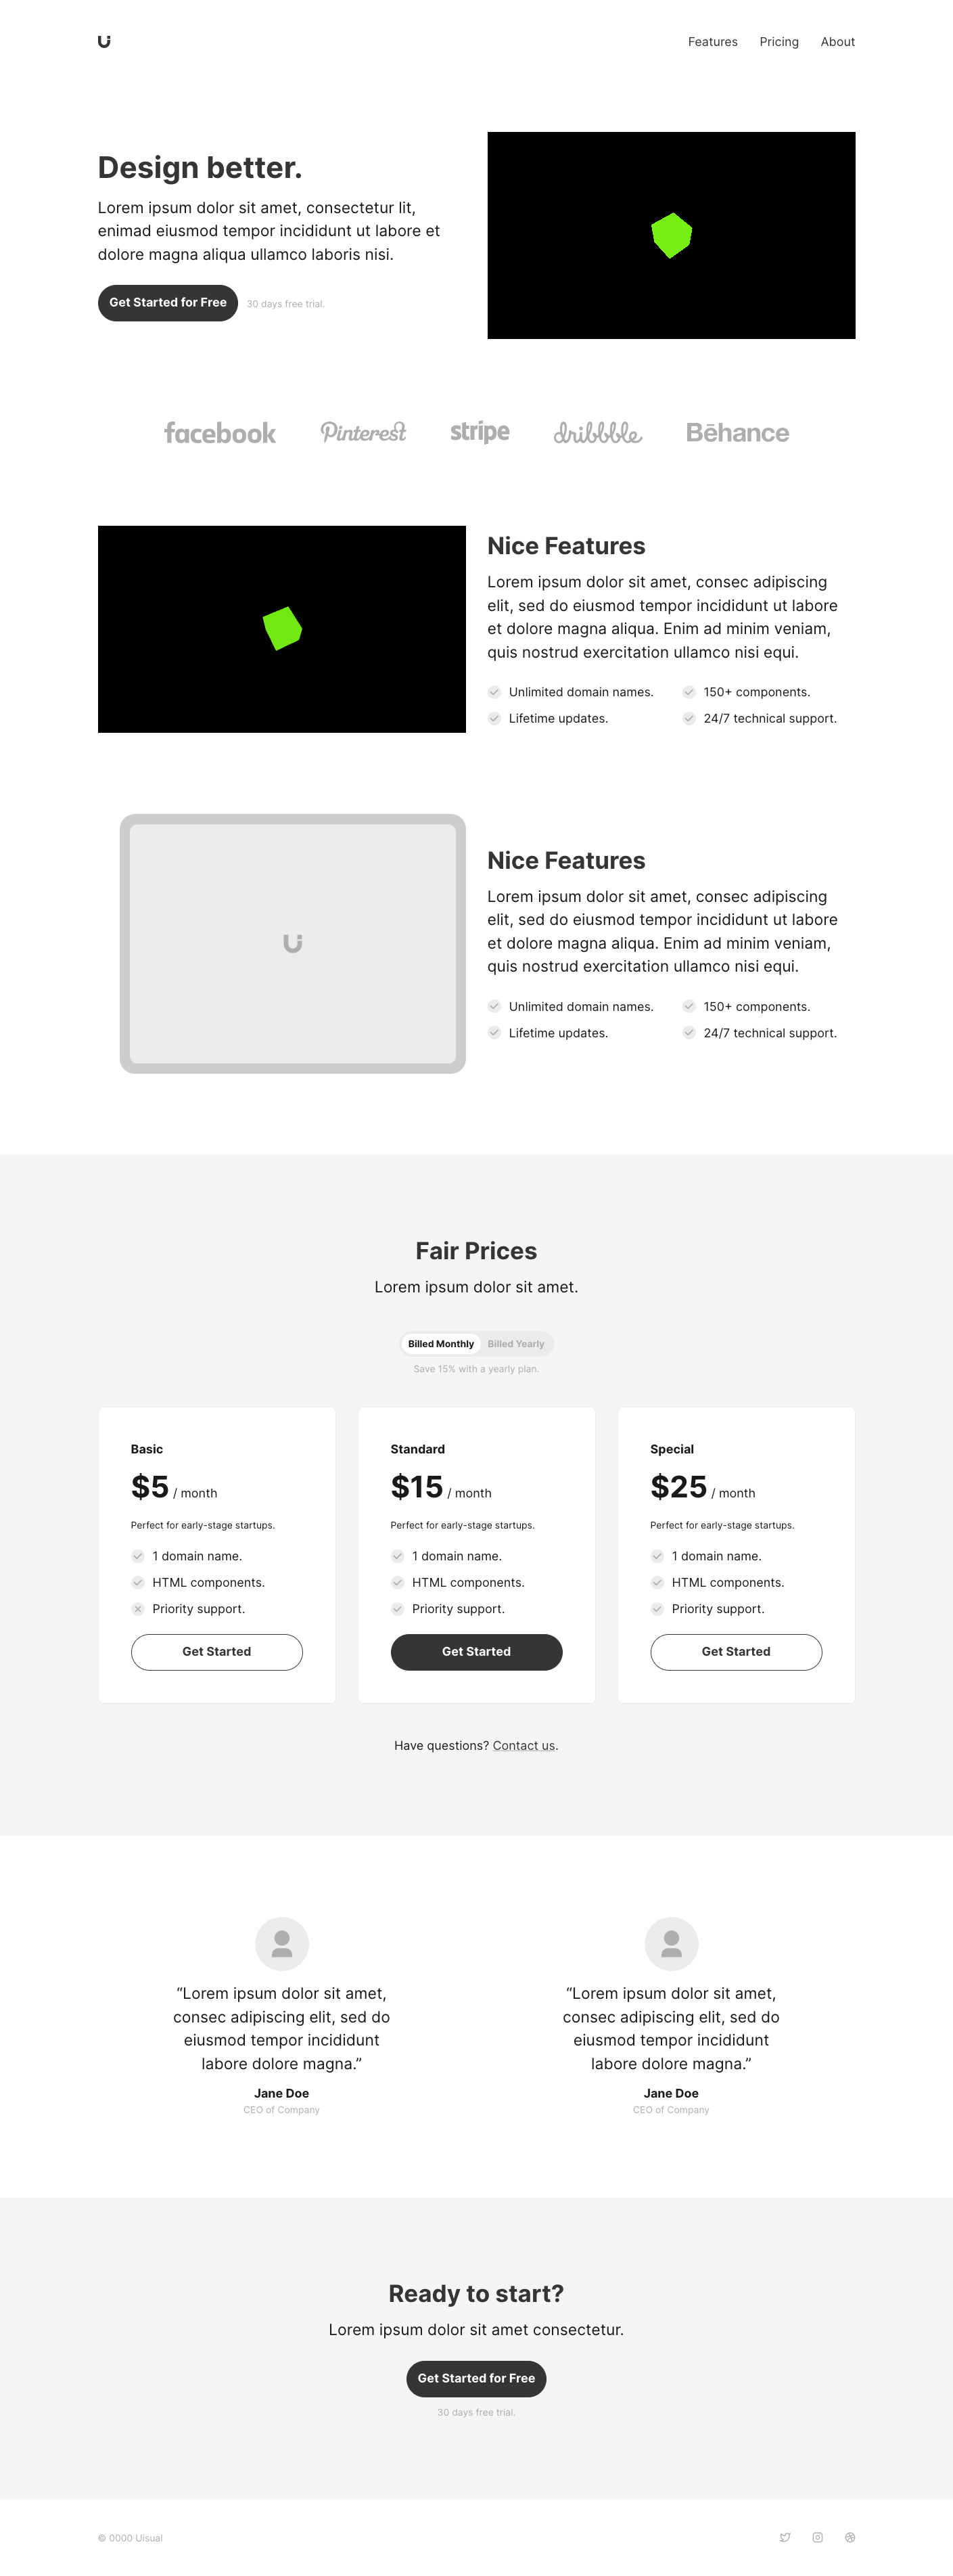 Features Pricing About
Design better.
Lorem ipsum dolor sit amet, consectetur lit,
enimad eiusmod tempor incididunt ut labore et
dolore magna aliqua ullamco laboris nisi.
Get Started for Free 30 days free trial.
facebook Pinterest stripe dribbble Bēhance
Nice Features
Lorem ipsum dolor sit amet, consec adipiscing
elit, sed do eiusmod tempor incididunt ut labore
et dolore magna aliqua. Enim ad minim veniam,
quis nostrud exercitation ullamco nisi equi.
Unlimited domain names. 150+ components.
Lifetime updates. 24/7 technical support.
Nice Features
Lorem ipsum dolor sit amet, consec adipiscing
elit, sed do eiusmod tempor incididunt ut labore
et dolore magna aliqua. Enim ad minim veniam,
quis nostrud exercitation ullamco nisi equi.
Unlimited domain names. 150+ components.
Lifetime updates. 24/7 technical support.
Fair Prices
Lorem ipsum dolor sit amet.
Billed Monthly Billed Yearly
Save 15% with a yearly plan.
Basic
$5 / month
Perfect for early-stage startups.
1 domain name.
HTML components.
Priority support.
Get Started
Standard
$15 / month
Perfect for early-stage startups.
1 domain name.
HTML components.
Priority support.
Get Started
Special
$25 / month
Perfect for early-stage startups.
1 domain name.
HTML components.
Priority support.
Get Started
Have questions? Contact us.
“Lorem ipsum dolor sit amet,
consec adipiscing elit, sed do
eiusmod tempor incididunt
labore dolore magna.”
Jane Doe
CEO of Company
“Lorem ipsum dolor sit amet,
consec adipiscing elit, sed do
eiusmod tempor incididunt
labore dolore magna.”
Jane Doe
CEO of Company
Ready to start?
Lorem ipsum dolor sit amet consectetur.
Get Started for Free
30 days free trial.
© 0000 Uisual